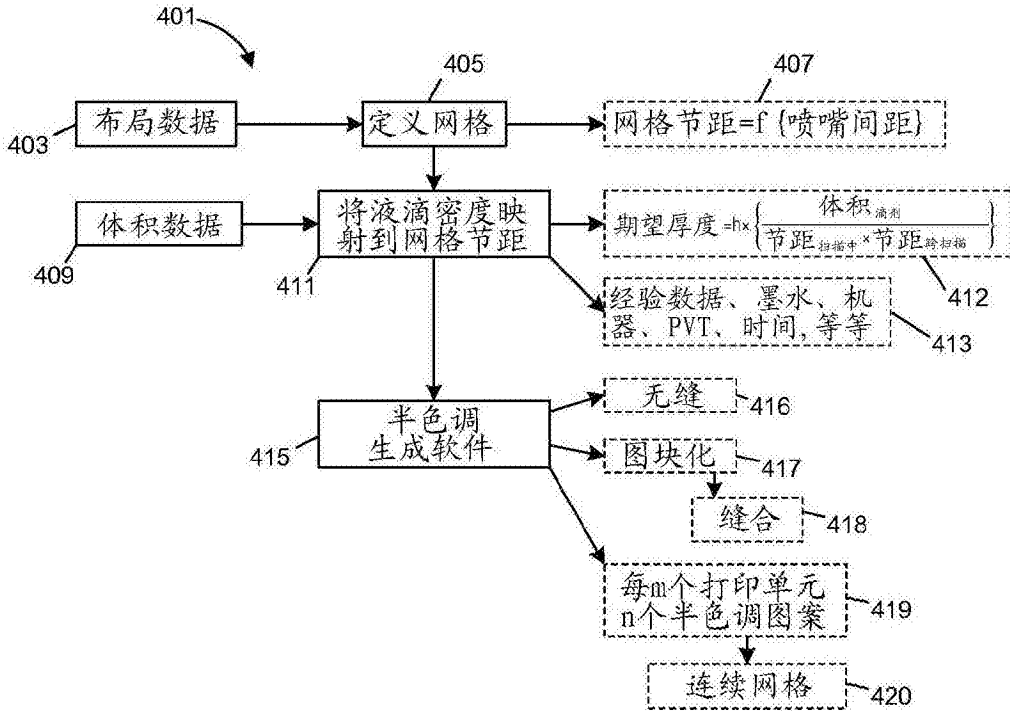 401
405
407
布局数据
定义网格
网格节距=f{喷嘴间距}
403
体积数据
将液滴密度映
射到网格节距
期望厚度=h×{体积滴剂/节距扫描中×节距跨扫描}
409
411
412
经验数据、墨水、机
器、PVT、时间,等等
413
半色调
生成软件
415
无缝
416
图块化
417
缝合
418
每m个打印单元
n个半色调图案
419
连续网格
420